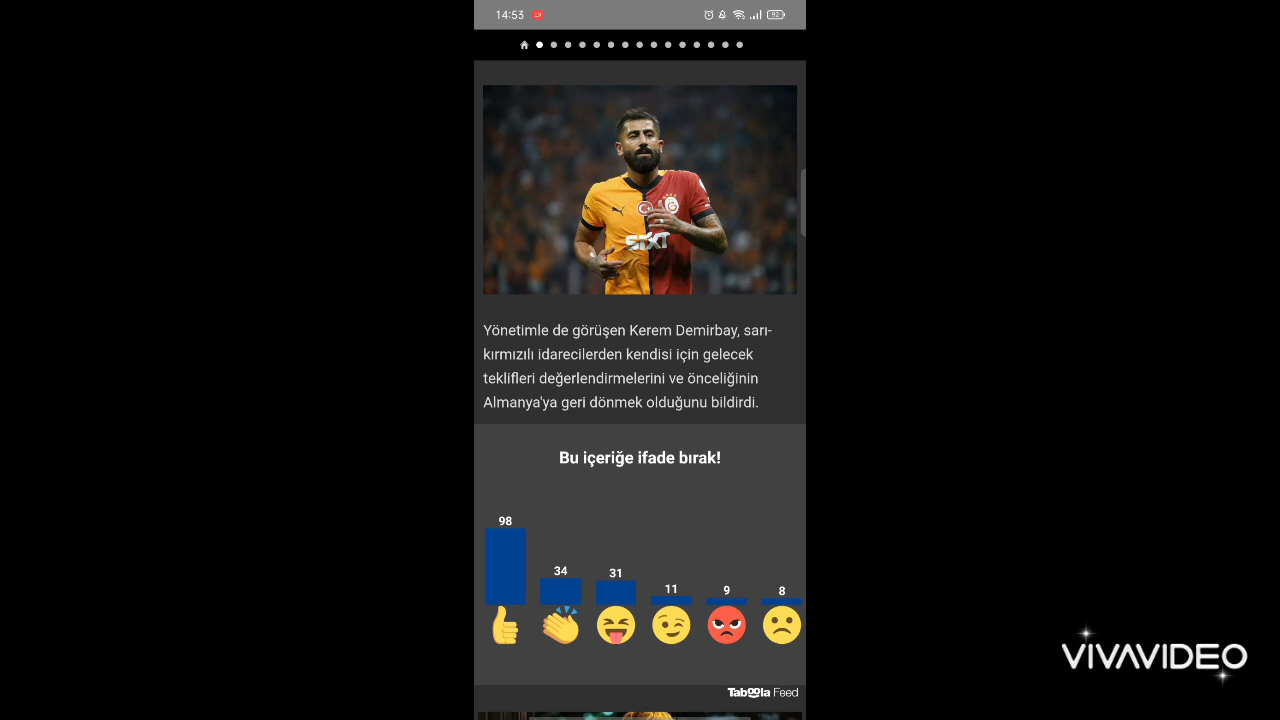 14:53
92
SIXT
Yönetimle de görüşen Kerem Demirbay, sarı-
kırmızılı idarecilerden kendisi için gelecek
teklifleri değerlendirmelerini ve önceliğinin
Almanya'ya geri dönmek olduğunu bildirdi.
Bu içeriğe ifade bırak!
98
34
31
11
9
8
Taboola Feed
VIVAVIDEO